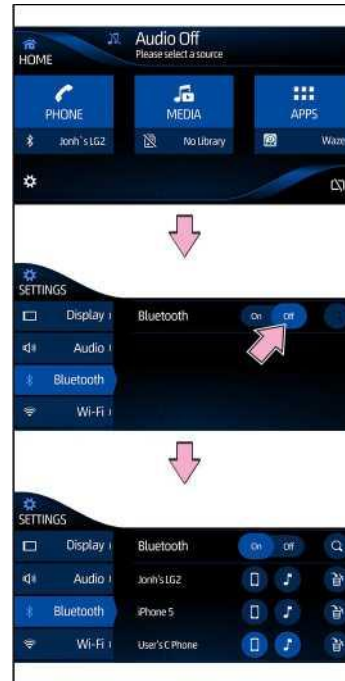 HOME
Audio Off
Please select a source
PHONE
MEDIA
APPS
Jonh`s LG2
No Library
Waze
SETTINGS
Display
Bluetooth
On
Off
Audio
Bluetooth
Wi-Fi
SETTINGS
Display
Bluetooth
On
Off
Audio
Jonh's LG2
Bluetooth
iPhone 5
Wi-Fi
User's C Phone